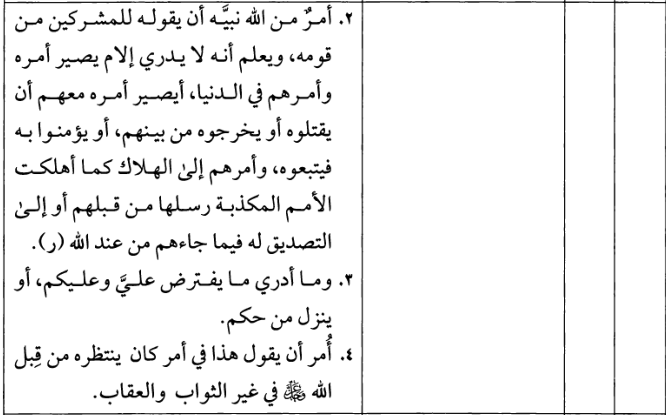 ٢. أمرٌ من الله نبيَّه أن يقوله للمشركين من
قومه، ويعلم أنه لا يدري إلام يصير أمره
وأمرهم في الدنيا، أيصير أمره معهم أن
يقتلوه أو يخرجوه من بينهم، أو يؤمنوا به
فيتبعوه، وأمرهم إلىٰ الهلاك كما أهلكت
الأمم المكذبة رسلها من قبلهم أو إلىٰ
التصديق له فيما جاءهم من عند الله (ر).
٣. وما أدري ما يفترض عليَّ وعليكم، أو
ينزل من حكم.
٤. أُمر أن يقول هذا في أمر كان ينتظره من قِبل
الله في غير الثواب والعقاب.